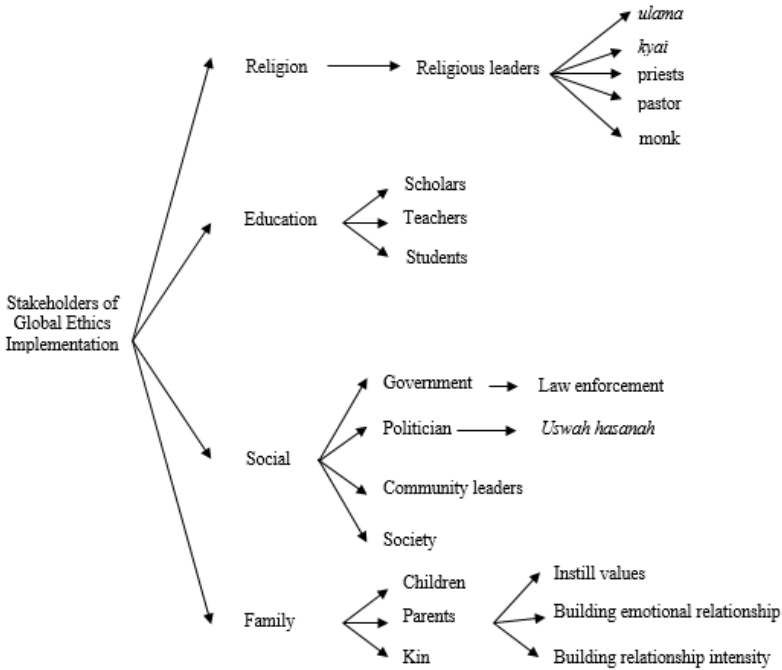 ulama
kyai
Religion
Religious leaders
priests
pastor
monk
Scholars
Education
Teachers
Students
Stakeholders of
Global Ethics
Implementation
Government
Law enforcement
Politician
Uswah hasanah
Social
Community leaders
Society
Children
Instill values
Family
Parents
Building emotional relationship
Kin
Building relationship intensity